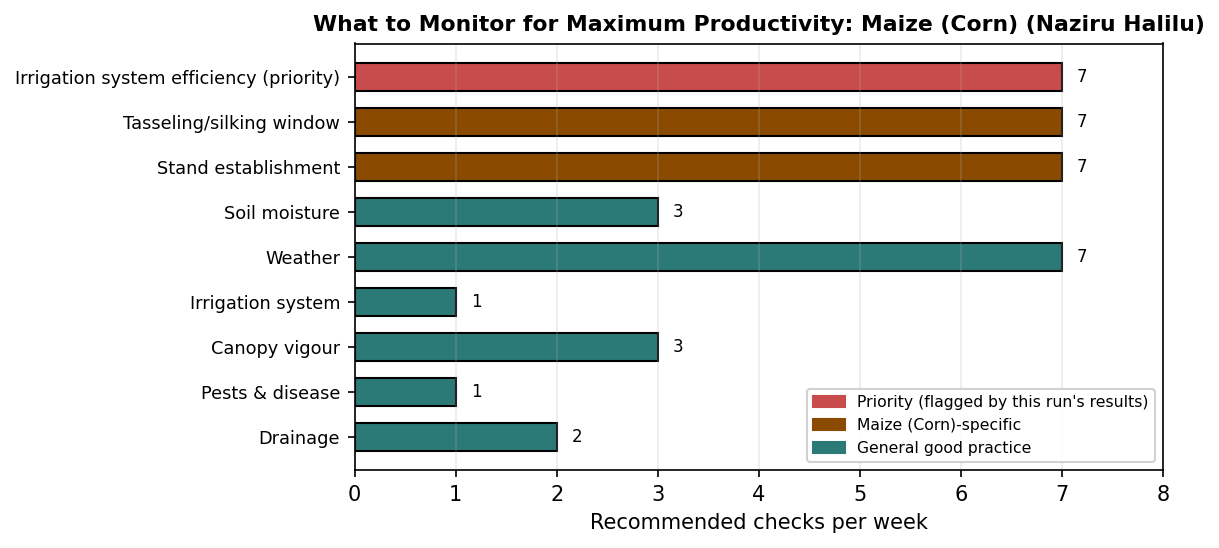 What to Monitor for Maximum Productivity: Maize (Corn) (Naziru Halilu)
Irrigation system efficiency (priority) 7
Tasseling/silking window 7
Stand establishment 7
Soil moisture 3
Weather 7
Irrigation system 1
Canopy vigour 3
Pests & disease 1
Drainage 2
Priority (flagged by this run's results)
Maize (Corn)-specific
General good practice
0 1 2 3 4 5 6 7 8
Recommended checks per week